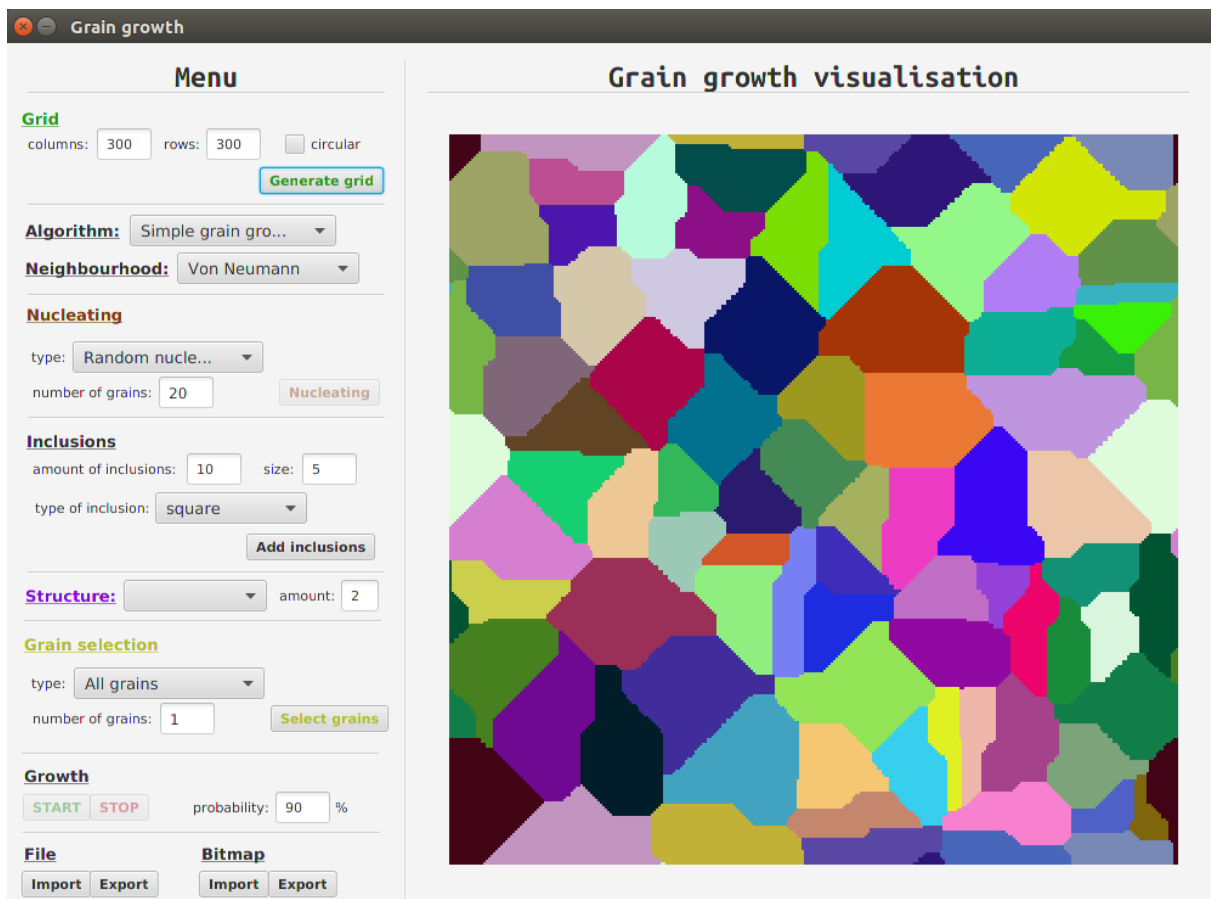 Grain growth
Menu
Grain growth visualisation
Grid
columns: 300 rows: 300 circular
Generate grid
Algorithm: Simple grain gro...
Neighbourhood: Von Neumann
Nucleating
type: Random nucle...
number of grains: 20 Nucleating
Inclusions
amount of inclusions: 10 size: 5
type of inclusion: square
Add inclusions
Structure: amount: 2
Grain selection
type: All grains
number of grains: 1 Select grains
Growth
START STOP probability: 90 %
File Bitmap
Import Export Import Export